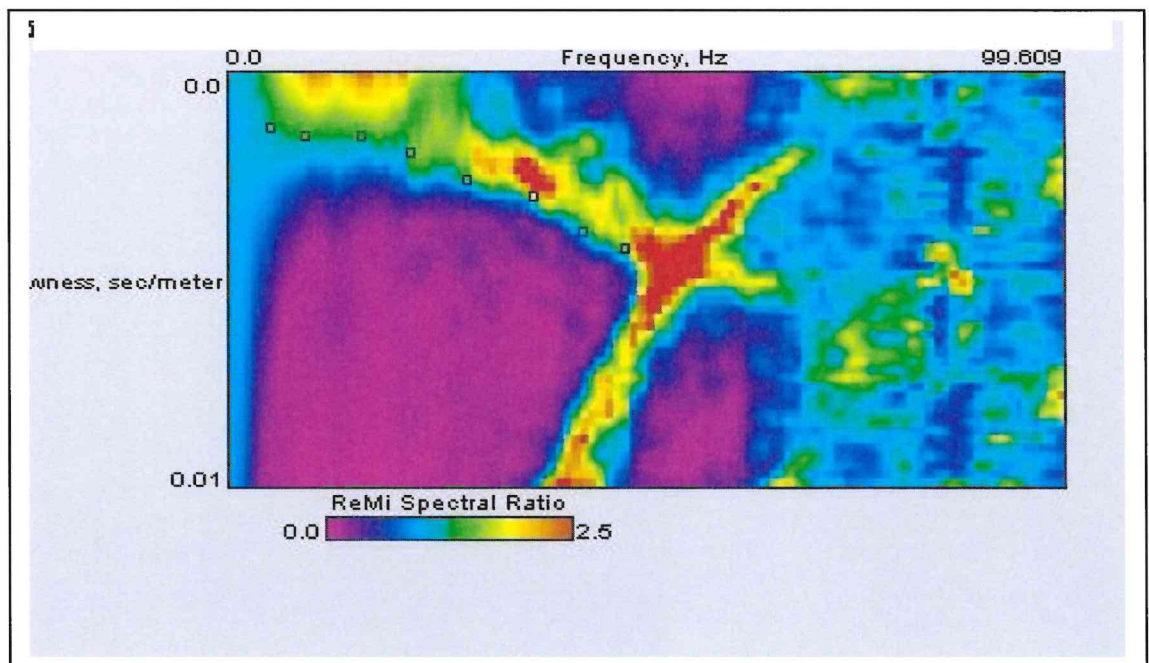 0.0 Frequency, Hz 99.609
0.0
wness, sec/meter
0.01
ReMi Spectral Ratio
0.0 2.5